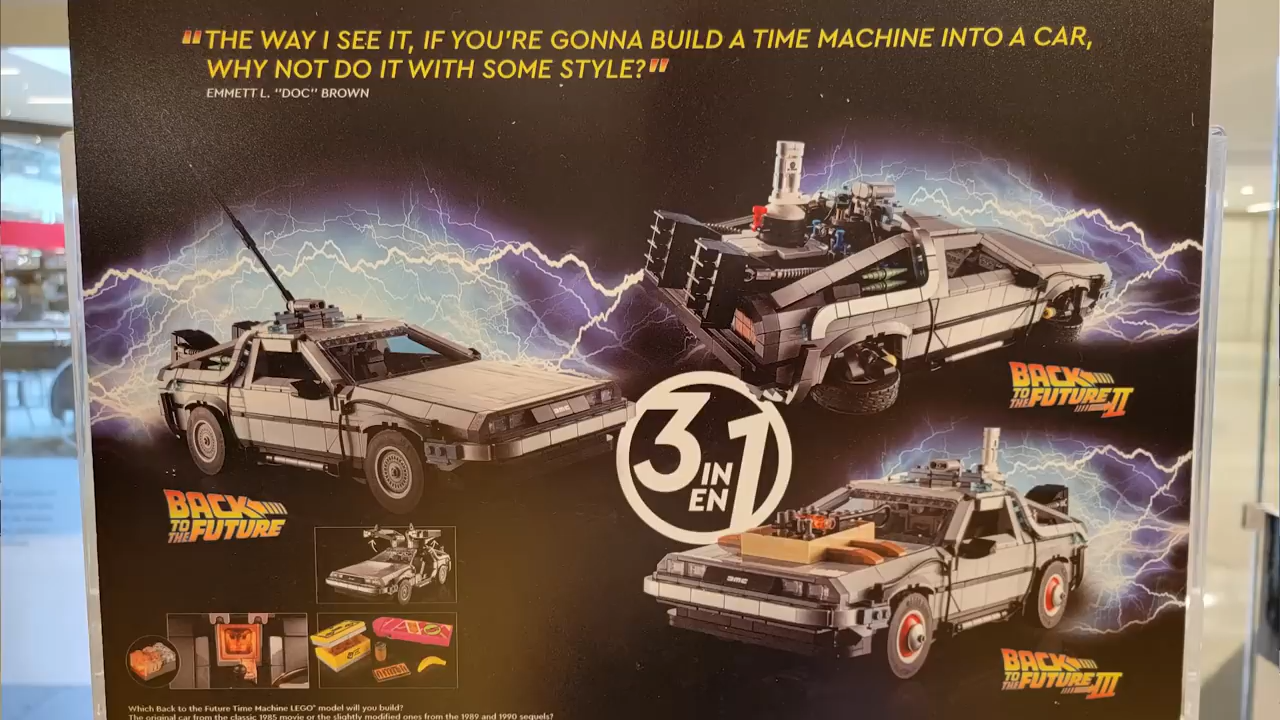 "THE WAY I SEE IT, IF YOU'RE GONNA BUILD A TIME MACHINE INTO A CAR,
WHY NOT DO IT WITH SOME STYLE?"
EMMETT L. "DOC" BROWN
BACK
TO THE FUTURE II
3 IN 1
EN
BACK
TO THE FUTURE
DMC
BACK
TO THE FUTURE III
Which Back to the Future Time Machine LEGO® model will you build?
The original car from the classic 1985 movie or the slightly modified ones from the 1989 and 1990 sequels?